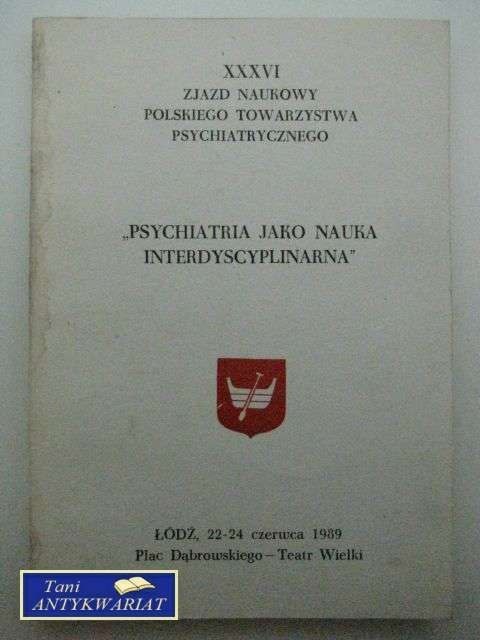 XXXVI
ZJAZD NAUKOWY
POLSKIEGO TOWARZYSTWA
PSYCHIATRYCZNEGO
„PSYCHIATRIA JAKO NAUKA
INTERDYSCYPLINARNA”
ŁÓDŹ, 22-24 czerwca 1989
Plac Dąbrowskiego — Teatr Wielki
Tani
ANTYKWARIAT